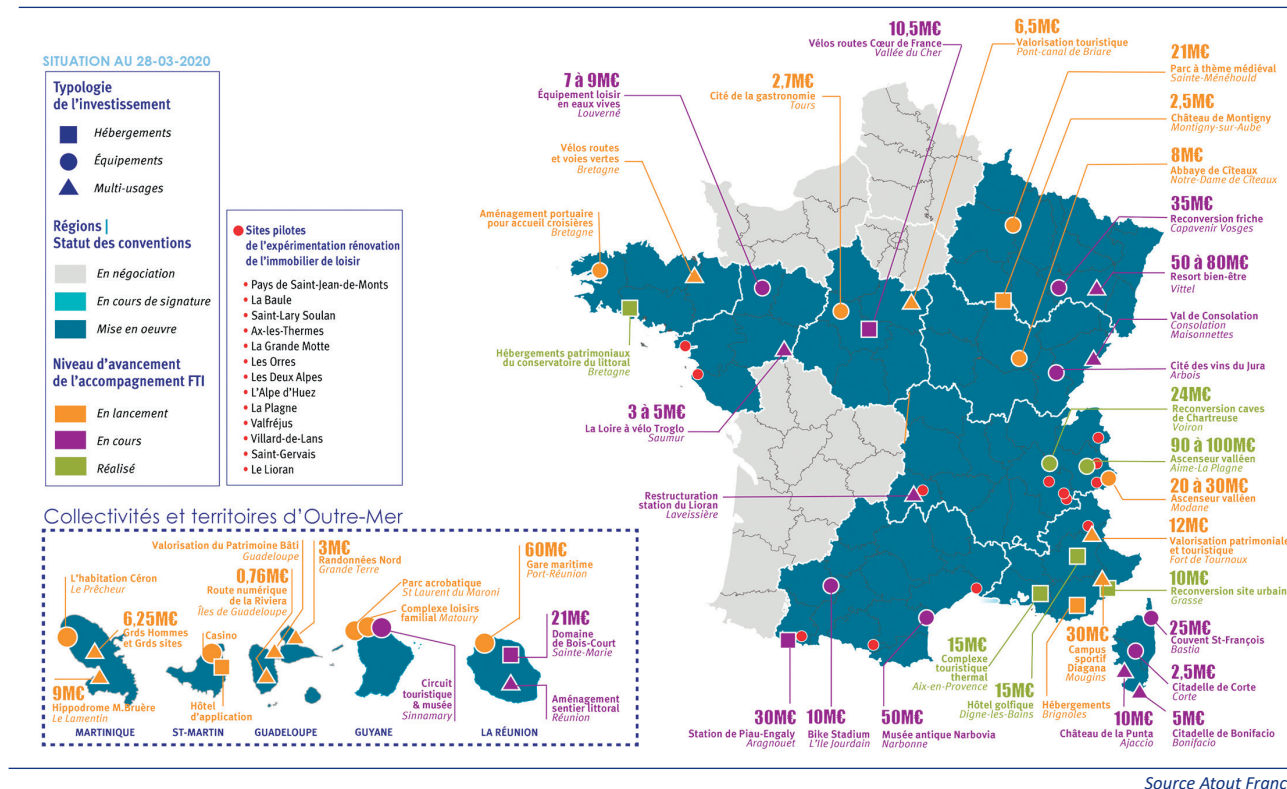 SITUATION AU 28-03-2020
Typologie
de l'investissement
Hébergements
Équipements
Multi-usages
Régions |
Statut des conventions
En négociation
En cours de signature
Mise en oeuvre
Niveau d'avancement
de l'accompagnement FTI
En lancement
En cours
Réalisé
Sites pilotes
de l'expérimentation rénovation
de l'immobilier de loisir
• Pays de Saint-Jean-de-Monts
• La Baule
• Saint-Lary Soulan
• Ax-les-Thermes
• La Grande Motte
• Les Orres
• Les Deux Alpes
• L'Alpe d'Huez
• La Plagne
• Valfréjus
• Villard-de-Lans
• Saint-Gervais
• Le Lioran
7 à 9M€
Équipement loisir
en eaux vives
Louverné
2,7M€
Cité de la gastronomie
Tours
10,5M€
Vélos routes Cœur de France
Vallée du Cher
6,5M€
Valorisation touristique
Pont-canal de Briare
21M€
Parc à thème médiéval
Sainte-Ménéhould
2,5M€
Château de Montigny
Montigny-sur-Aube
8M€
Abbaye de Cîteaux
Notre-Dame de Cîteaux
35M€
Reconversion friche
Capavenir Vosges
50 à 80M€
Resort bien-être
Vittel
Val de Consolation
Consolation
Maisonnettes
Cité des vins du Jura
Arbois
24M€
Reconversion caves
de Chartreuse
Voiron
90 à 100M€
Ascenseur valléen
Aime-La Plagne
20 à 30M€
Ascenseur valléen
Modane
12M€
Valorisation patrimoniale
et touristique
Fort de Tournoux
10M€
Reconversion site urbain
Grasse
Vélos routes
et voies vertes
Bretagne
Aménagement portuaire
pour accueil croisières
Bretagne
Hébergements patrimoniaux
du conservatoire du littoral
Bretagne
3 à 5M€
La Loire à vélo Troglo
Saumur
Restructuration
station du Lioran
Laveissière
30M€
Station de Piau-Engaly
Aragnouët
10M€
Bike Stadium
L'Ile Jourdain
50M€
Musée antique Narbovia
Narbonne
15M€
Complexe
touristique
thermal
Aix-en-Provence
15M€
Hôtel golfique
Digne-les-Bains
30M€
Campus
sportif
Diagana
Mougins
Hébergements
Brignoles
25M€
Couvent St-François
Bastia
2,5M€
Citadelle de Corte
Corte
10M€
Château de la Punta
Ajaccio
5M€
Citadelle de Bonifacio
Bonifacio
Collectivités et territoires d'Outre-Mer
L'habitation Céron
Le Prêcheur
6,25M€
Grds Hommes
et Grds sites
9M€
Hippodrome M.Bruère
Le Lamentin
MARTINIQUE
Casino
Hôtel
d'application
ST-MARTIN
Valorisation du Patrimoine Bâti
Guadeloupe
0,76M€
Route numérique
de la Riviera
Îles de Guadeloupe
3M€
Randonnées Nord
Grande Terre
GUADELOUPE
Parc acrobatique
St Laurent du Maroni
Complexe loisirs
familial Matoury
Circuit
touristique
& musée
Sinnamary
GUYANE
60M€
Gare maritime
Port-Réunion
21M€
Domaine
de Bois-Court
Sainte-Marie
Aménagement
sentier littoral
Réunion
LA RÉUNION
Source Atout Franc